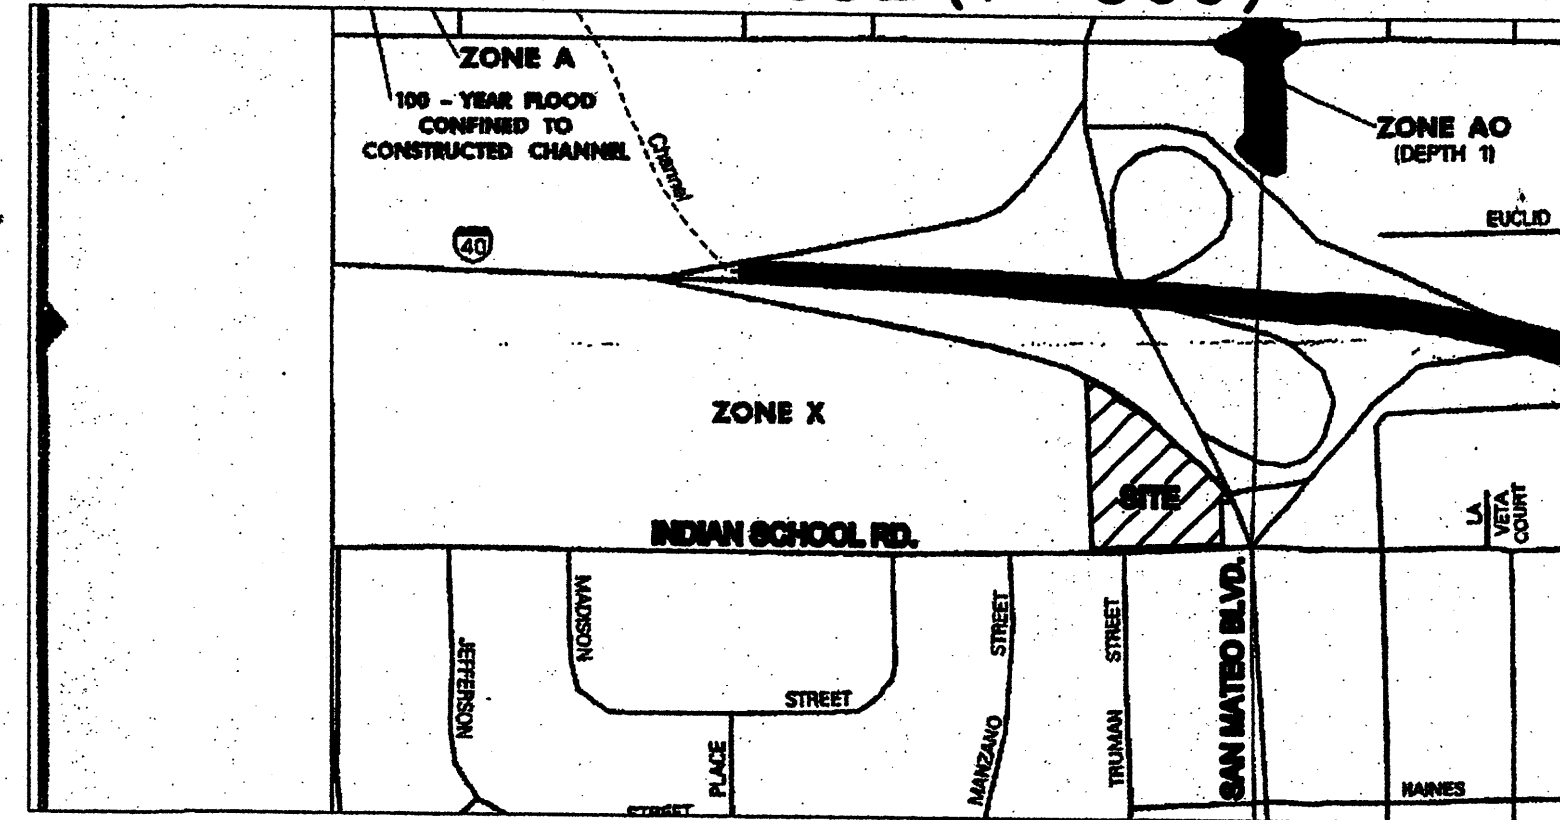 ZONE A
100 - YEAR FLOOD
CONFINED TO
CONSTRUCTED CHANNEL
Channel
ZONE AO
(DEPTH 1)
EUCLID
40
ZONE X
SITE
INDIAN SCHOOL RD.
LA
VETA
COURT
MADISON
STREET
JEFFERSON
PLACE
STREET
MANZANO STREET
TRUMAN STREET
SAN MATEO BLVD.
HAINES